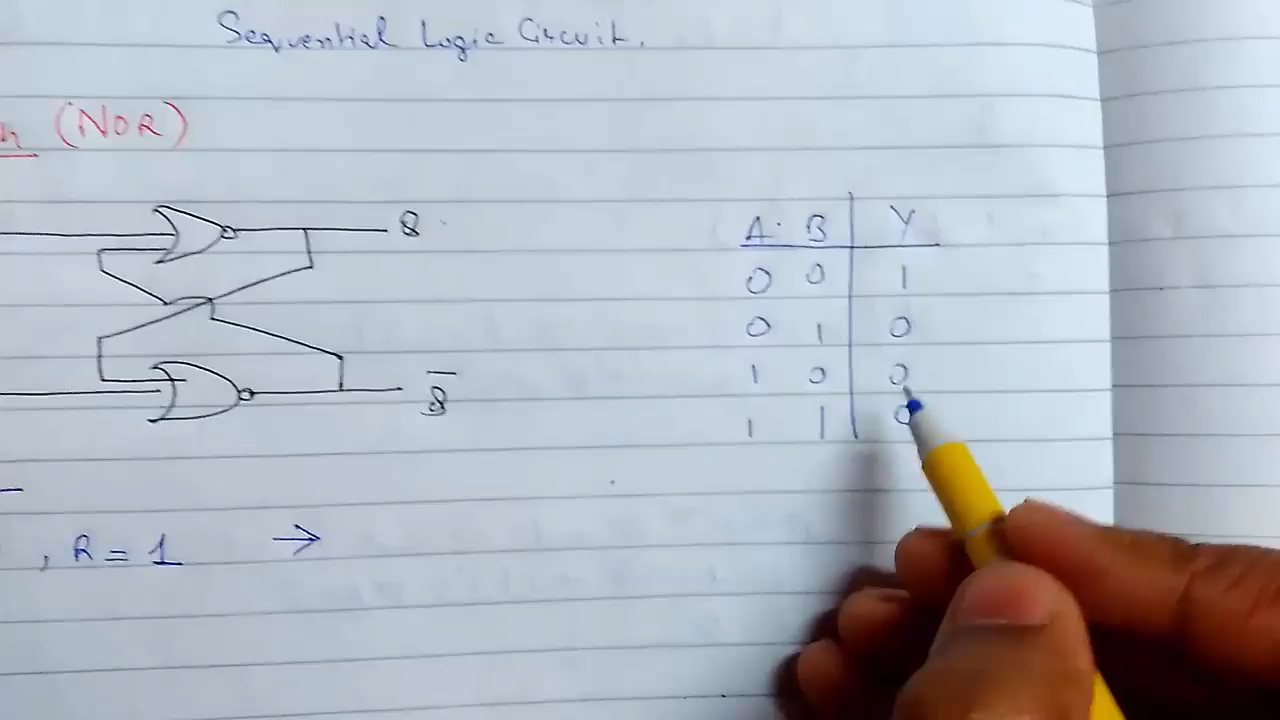 Sequential Logic Circuit.
(NOR)
Q
A B Y
0 0 1
0 1 0
1 0 0
1 1 0
Q̅
, R = 1 →